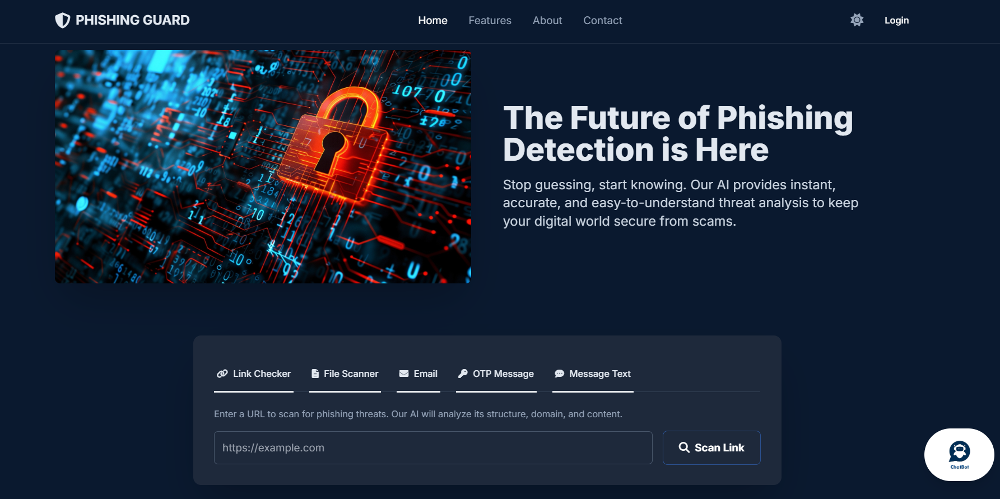 PHISHING GUARD
Home
Features
About
Contact
Login
The Future of Phishing
Detection is Here
Stop guessing, start knowing. Our AI provides instant,
accurate, and easy-to-understand threat analysis to keep
your digital world secure from scams.
Link Checker
File Scanner
Email
OTP Message
Message Text
Enter a URL to scan for phishing threats. Our AI will analyze its structure, domain, and content.
https://example.com
Scan Link
ChatBot